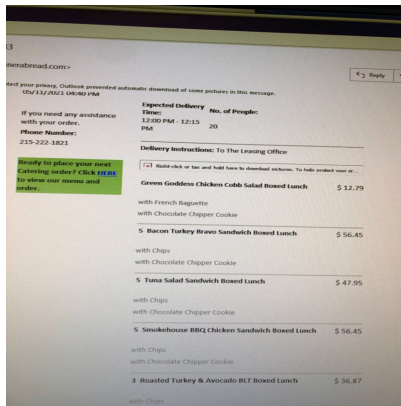 nerabread.com>
Reply
tect your privacy, Outlook prevented automatic download of some pictures in this message.
05/11/2021 04:40 PM
If you need any assistance
with your order.
Phone Number:
215-222-1821
Ready to place your next
Catering order? Click HERE
to view our menu and
order.
Expected Delivery
Time:
12:00 PM - 12:15
PM
No. of People:
20
Delivery Instructions: To The Leasing Office
Right-click or tap and hold here to download pictures. To help protect your pr...
Green Goddess Chicken Cobb Salad Boxed Lunch $ 12.79
with French Baguette
with Chocolate Chipper Cookie
5 Bacon Turkey Bravo Sandwich Boxed Lunch $ 56.45
with Chips
with Chocolate Chipper Cookie
5 Tuna Salad Sandwich Boxed Lunch $ 47.95
with Chips
with Chocolate Chipper Cookie
5 Smokehouse BBQ Chicken Sandwich Boxed Lunch $ 56.45
with Chips
with Chocolate Chipper Cookie
3 Roasted Turkey & Avocado BLT Boxed Lunch $ 36.87
with Chips